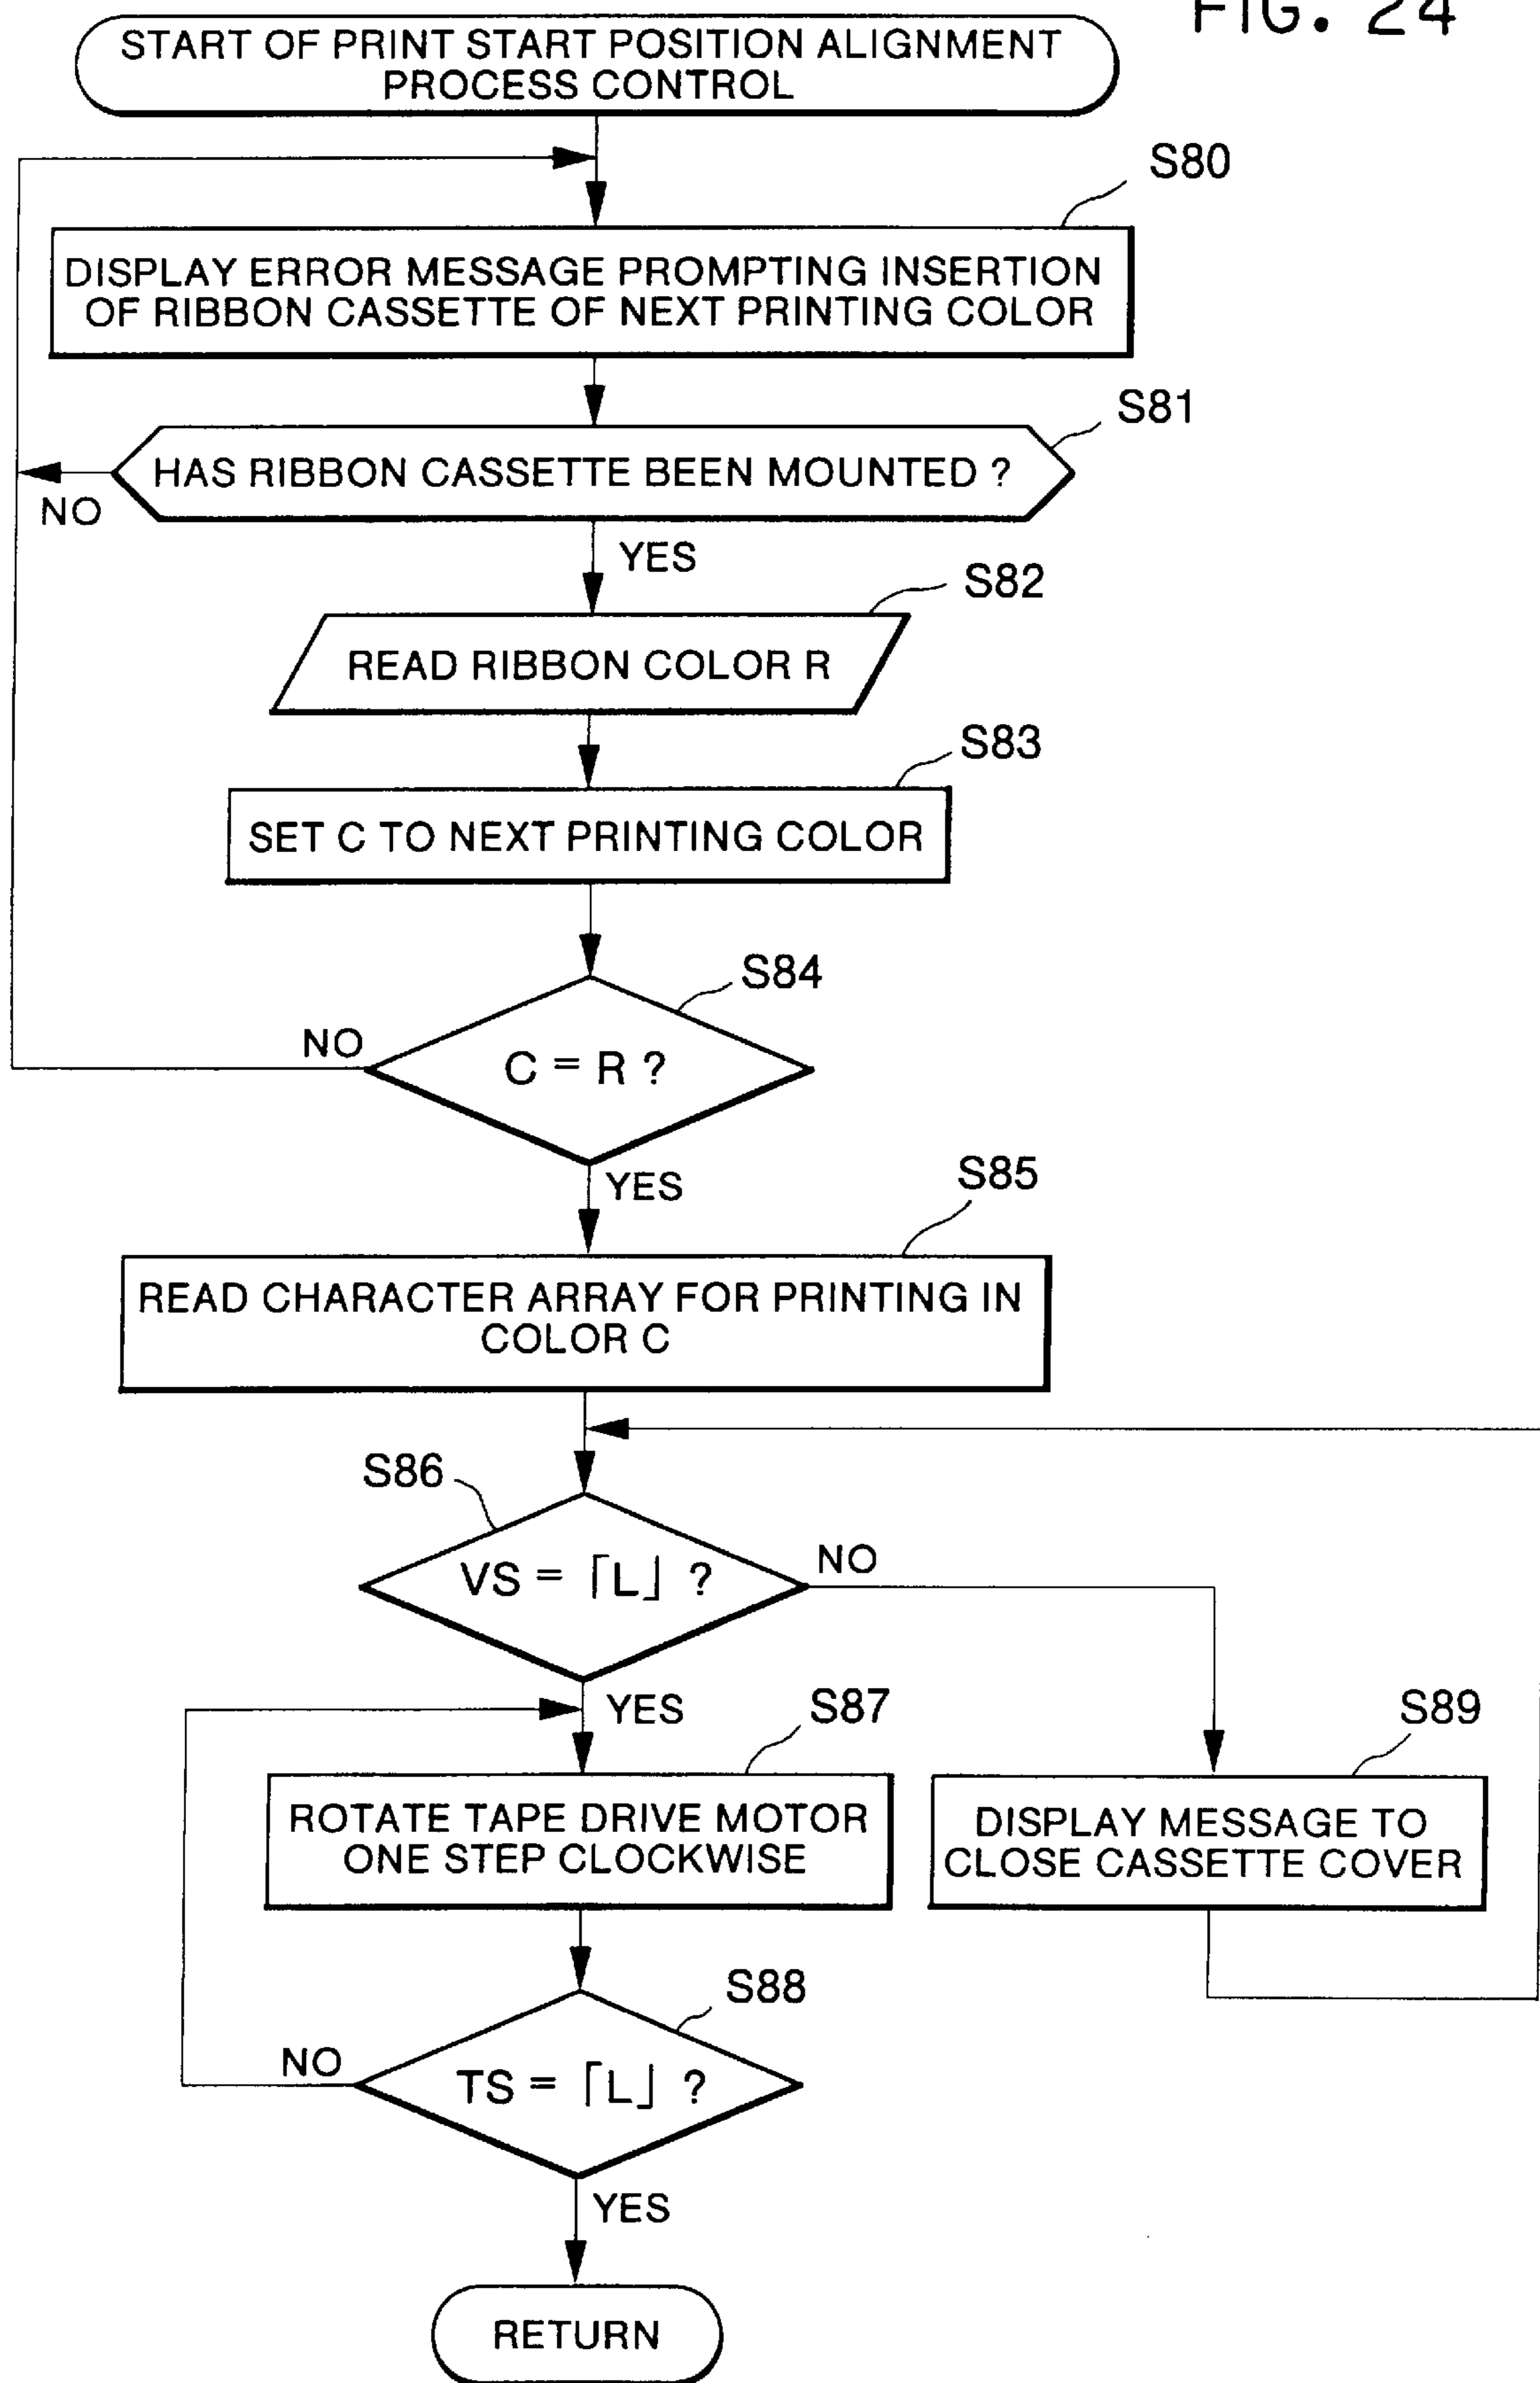 FIG. 24
START OF PRINT START POSITION ALIGNMENT
PROCESS CONTROL
S80
DISPLAY ERROR MESSAGE PROMPTING INSERTION
OF RIBBON CASSETTE OF NEXT PRINTING COLOR
S81
HAS RIBBON CASSETTE BEEN MOUNTED ?
NO
YES
S82
READ RIBBON COLOR R
S83
SET C TO NEXT PRINTING COLOR
S84
NO
C = R ?
YES
S85
READ CHARACTER ARRAY FOR PRINTING IN
COLOR C
S86
VS = ⌈L⌋ ?
NO
YES
S87
S89
ROTATE TAPE DRIVE MOTOR
ONE STEP CLOCKWISE
DISPLAY MESSAGE TO
CLOSE CASSETTE COVER
S88
NO
TS = ⌈L⌋ ?
YES
RETURN